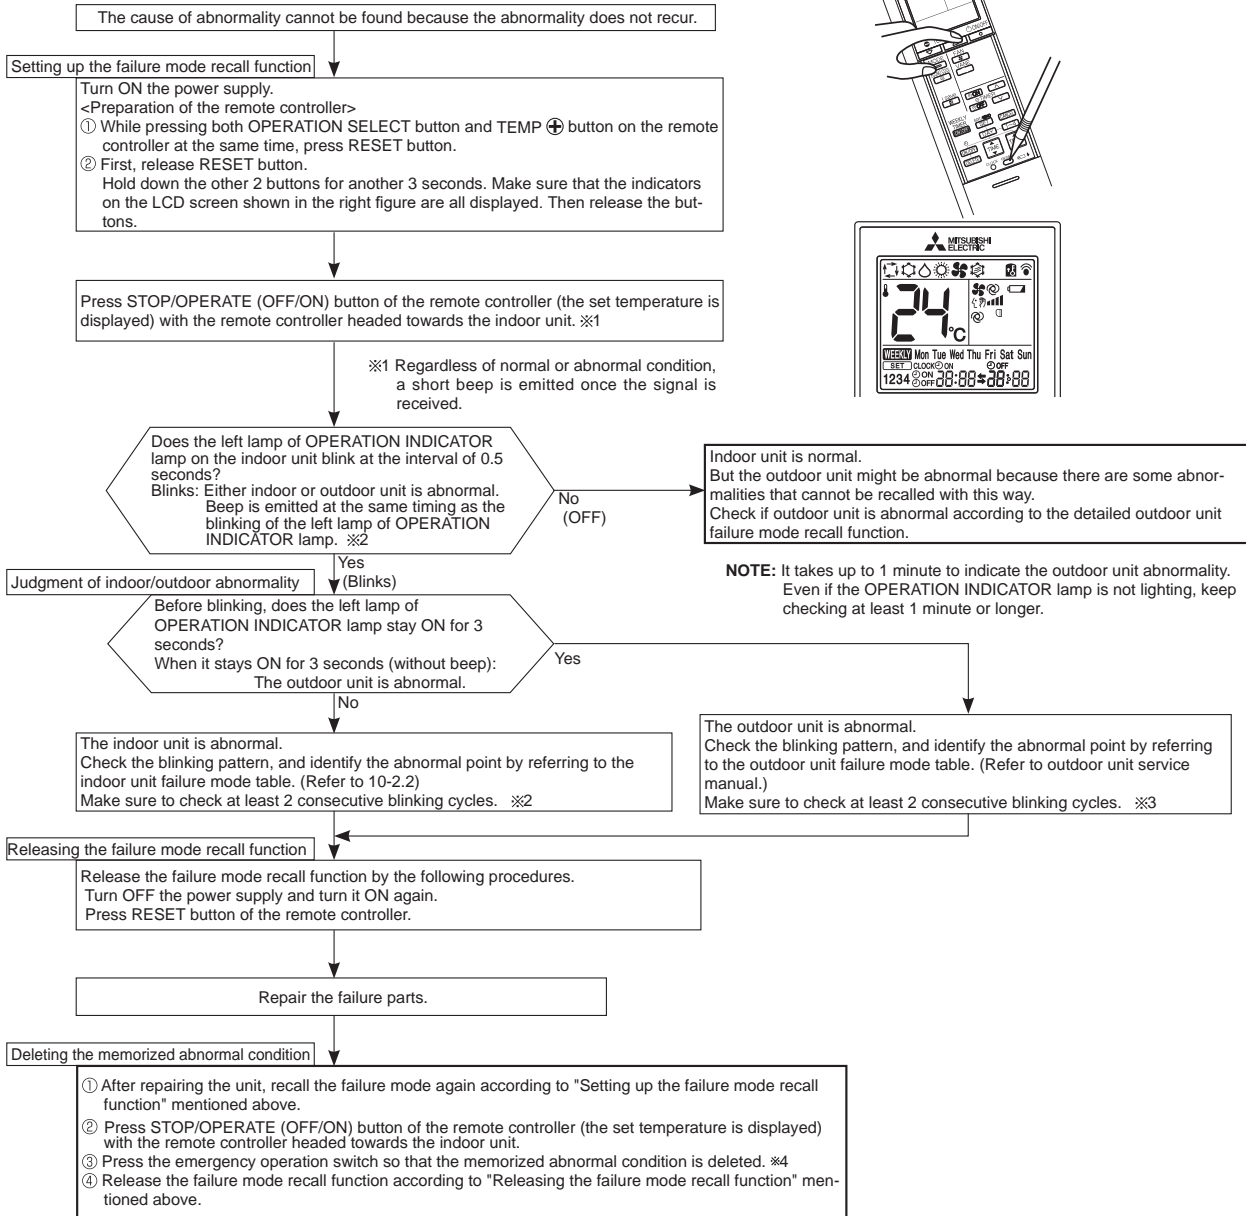 The cause of abnormality cannot be found because the abnormality does not recur.
Setting up the failure mode recall function
Turn ON the power supply.
<Preparation of the remote controller>
① While pressing both OPERATION SELECT button and TEMP ⊕ button on the remote
controller at the same time, press RESET button.
② First, release RESET button.
Hold down the other 2 buttons for another 3 seconds. Make sure that the indicators
on the LCD screen shown in the right figure are all displayed. Then release the but-
tons.
MITSUBISHI
ELECTRIC
24°C
WEEKLY Mon Tue Wed Thu Fri Sat Sun
SET CLOCK ON OFF
1234 ON OFF 88:88 88:88
Press STOP/OPERATE (OFF/ON) button of the remote controller (the set temperature is
displayed) with the remote controller headed towards the indoor unit. ※1
※1 Regardless of normal or abnormal condition,
a short beep is emitted once the signal is
received.
Does the left lamp of OPERATION INDICATOR
lamp on the indoor unit blink at the interval of 0.5
seconds?
Blinks: Either indoor or outdoor unit is abnormal.
Beep is emitted at the same timing as the
blinking of the left lamp of OPERATION
INDICATOR lamp. ※2
No
(OFF)
Indoor unit is normal.
But the outdoor unit might be abnormal because there are some abnor-
malities that cannot be recalled with this way.
Check if outdoor unit is abnormal according to the detailed outdoor unit
failure mode recall function.
Yes
(Blinks)
NOTE: It takes up to 1 minute to indicate the outdoor unit abnormality.
Even if the OPERATION INDICATOR lamp is not lighting, keep
checking at least 1 minute or longer.
Judgment of indoor/outdoor abnormality
Before blinking, does the left lamp of
OPERATION INDICATOR lamp stay ON for 3
seconds?
When it stays ON for 3 seconds (without beep):
The outdoor unit is abnormal.
Yes
No
The indoor unit is abnormal.
Check the blinking pattern, and identify the abnormal point by referring to the
indoor unit failure mode table. (Refer to 10-2.2)
Make sure to check at least 2 consecutive blinking cycles. ※2
The outdoor unit is abnormal.
Check the blinking pattern, and identify the abnormal point by referring
to the outdoor unit failure mode table. (Refer to outdoor unit service
manual.)
Make sure to check at least 2 consecutive blinking cycles. ※3
Releasing the failure mode recall function
Release the failure mode recall function by the following procedures.
Turn OFF the power supply and turn it ON again.
Press RESET button of the remote controller.
Repair the failure parts.
Deleting the memorized abnormal condition
① After repairing the unit, recall the failure mode again according to "Setting up the failure mode recall
function" mentioned above.
② Press STOP/OPERATE (OFF/ON) button of the remote controller (the set temperature is displayed)
with the remote controller headed towards the indoor unit.
③ Press the emergency operation switch so that the memorized abnormal condition is deleted. ※4
④ Release the failure mode recall function according to "Releasing the failure mode recall function" men-
tioned above.